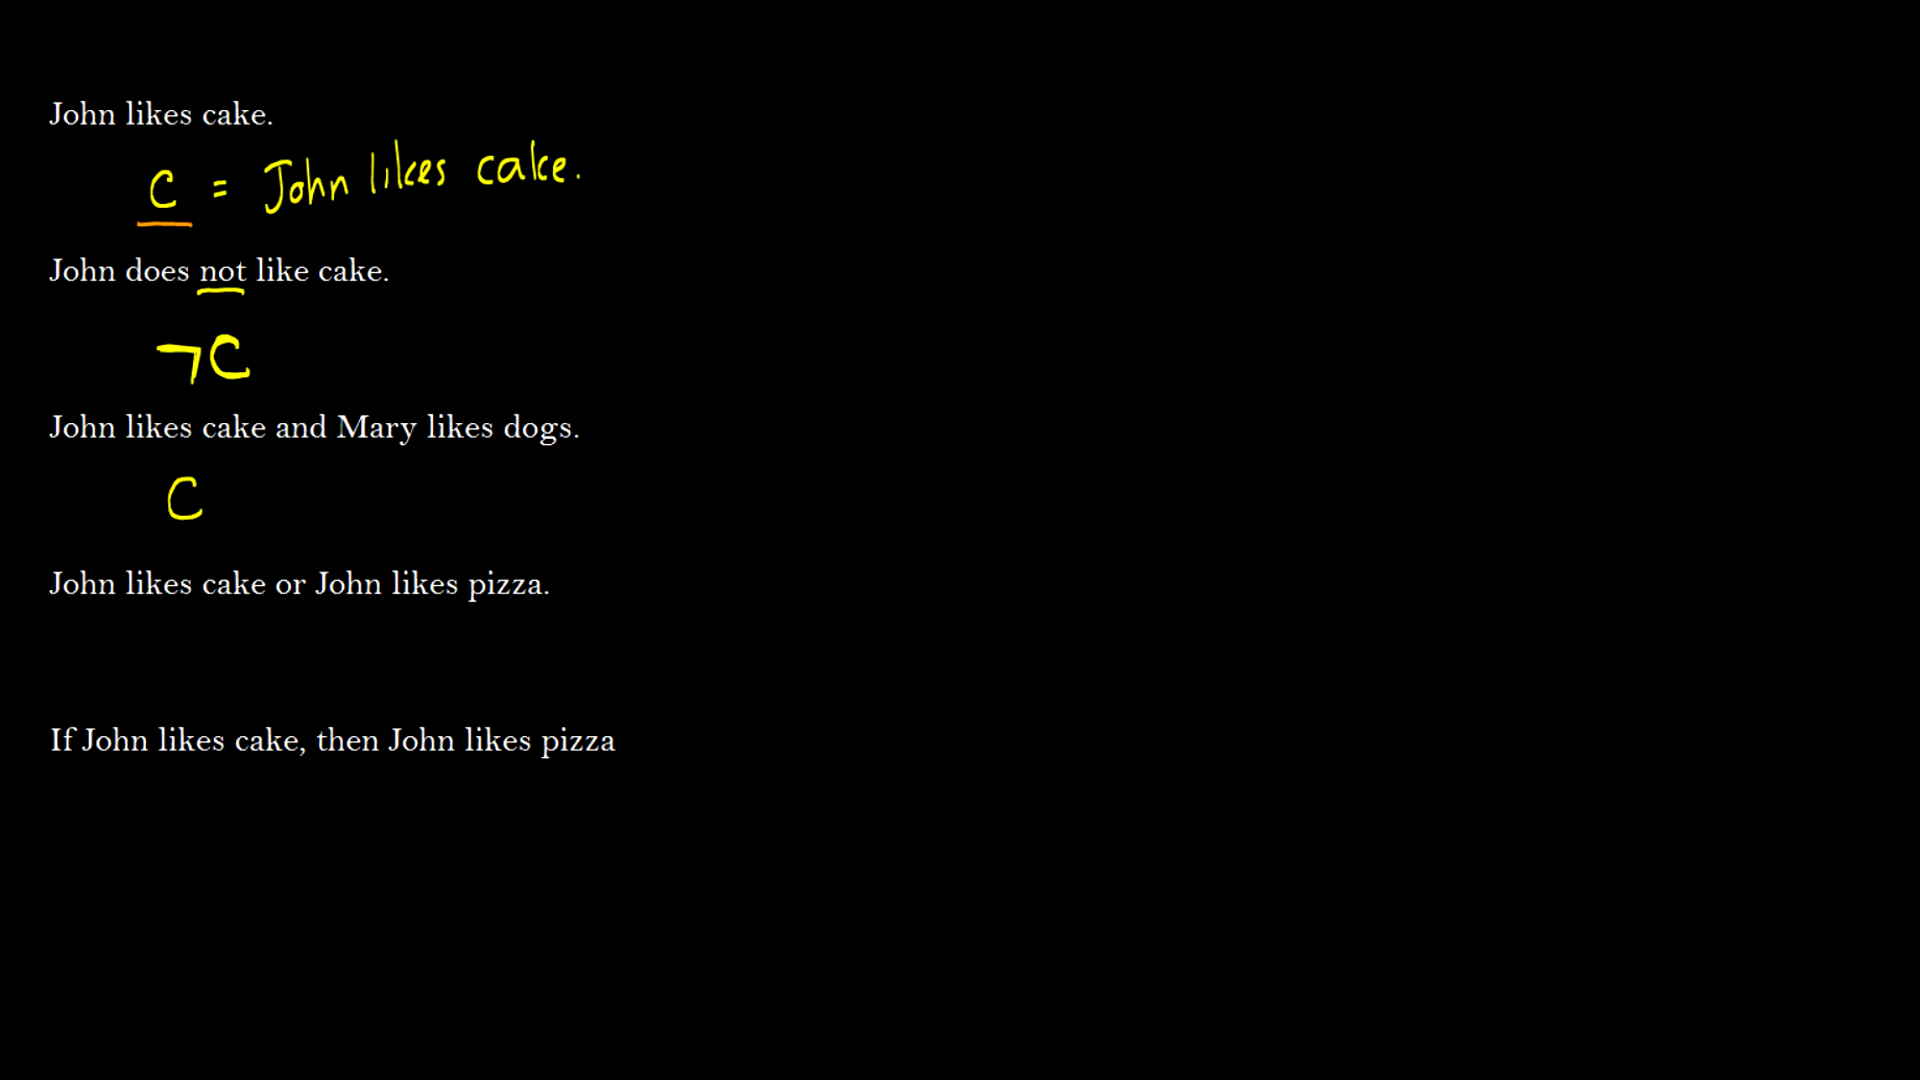 John likes cake.
C = John likes cake.
John does not like cake.
¬C
John likes cake and Mary likes dogs.
C
John likes cake or John likes pizza.
If John likes cake, then John likes pizza